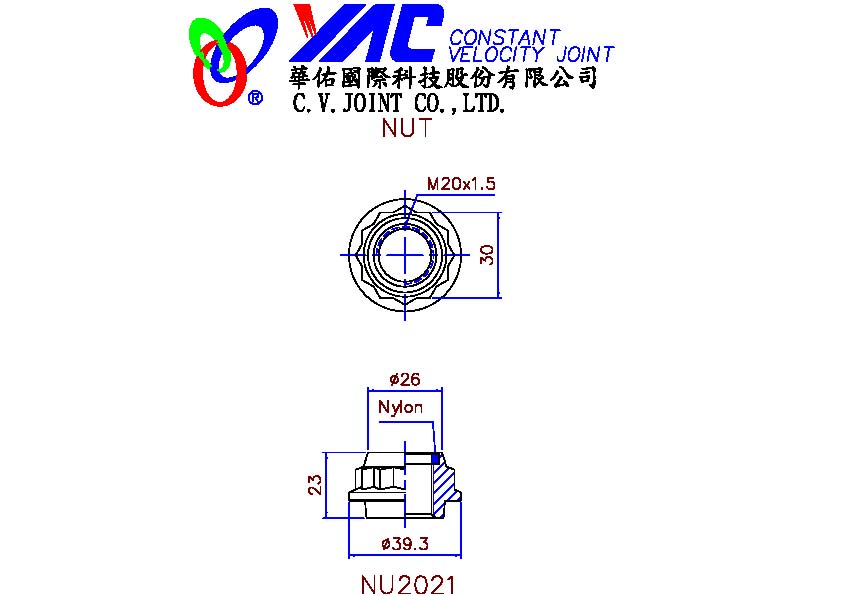 YAC CONSTANT
VELOCITY JOINT
華佑國際科技股份有限公司
®
C.V.JOINT CO.,LTD.
NUT
M20x1.5
30
ø26
Nylon
23
ø39.3
NU2021